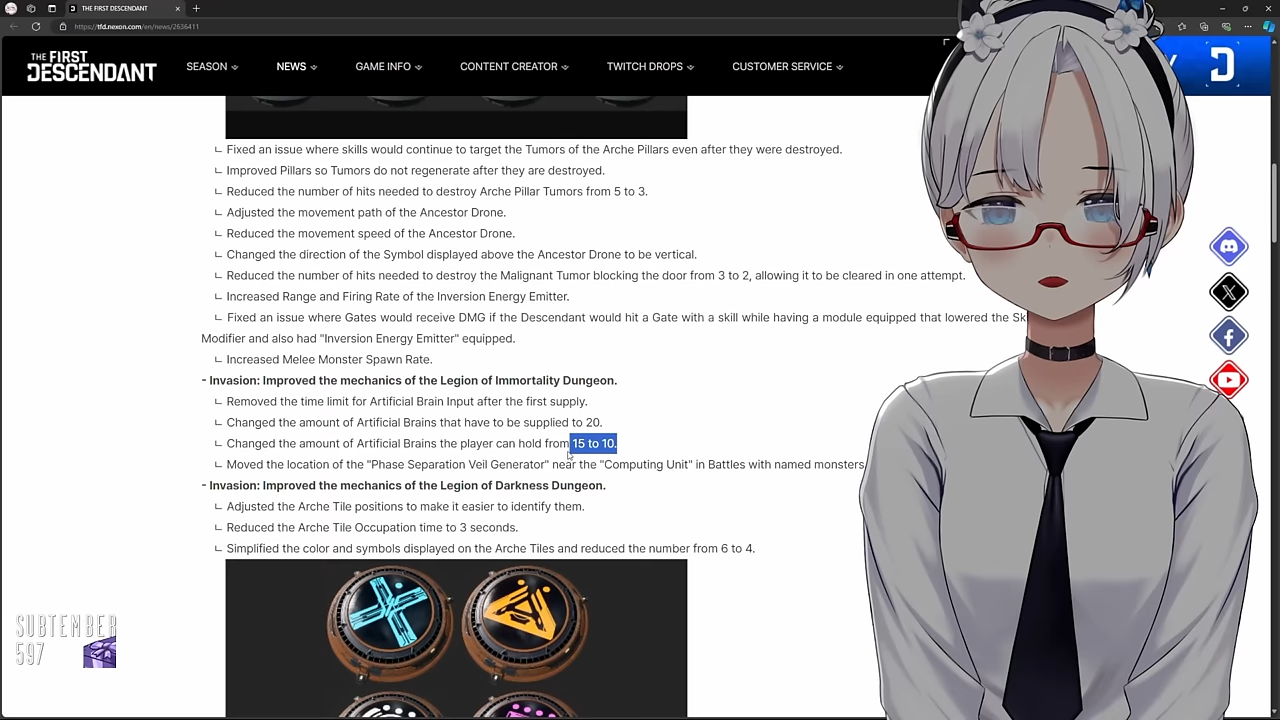 THE FIRST DESCENDANT
https://tfd.nexon.com/en/news/2636411
THE FIRST
DESCENDANT
SEASON
NEWS
GAME INFO
CONTENT CREATOR
TWITCH DROPS
CUSTOMER SERVICE
ㄴ Fixed an issue where skills would continue to target the Tumors of the Arche Pillars even after they were destroyed.
ㄴ Improved Pillars so Tumors do not regenerate after they are destroyed.
ㄴ Reduced the number of hits needed to destroy Arche Pillar Tumors from 5 to 3.
ㄴ Adjusted the movement path of the Ancestor Drone.
ㄴ Reduced the movement speed of the Ancestor Drone.
ㄴ Changed the direction of the Symbol displayed above the Ancestor Drone to be vertical.
ㄴ Reduced the number of hits needed to destroy the Malignant Tumor blocking the door from 3 to 2, allowing it to be cleared in one attempt.
ㄴ Increased Range and Firing Rate of the Inversion Energy Emitter.
ㄴ Fixed an issue where Gates would receive DMG if the Descendant would hit a Gate with a skill while having a module equipped that lowered the Sk
Modifier and also had "Inversion Energy Emitter" equipped.
ㄴ Increased Melee Monster Spawn Rate.
- Invasion: Improved the mechanics of the Legion of Immortality Dungeon.
ㄴ Removed the time limit for Artificial Brain Input after the first supply.
ㄴ Changed the amount of Artificial Brains that have to be supplied to 20.
ㄴ Changed the amount of Artificial Brains the player can hold from 15 to 10.
ㄴ Moved the location of the "Phase Separation Veil Generator" near the "Computing Unit" in Battles with named monsters
- Invasion: Improved the mechanics of the Legion of Darkness Dungeon.
ㄴ Adjusted the Arche Tile positions to make it easier to identify them.
ㄴ Reduced the Arche Tile Occupation time to 3 seconds.
ㄴ Simplified the color and symbols displayed on the Arche Tiles and reduced the number from 6 to 4.
SUBTEMBER
597